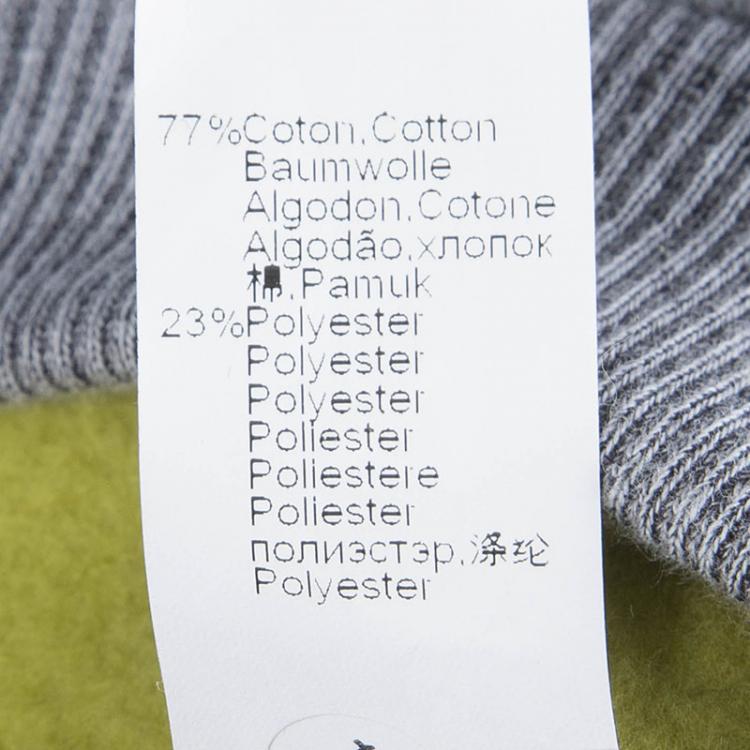 77%Coton,Cotton
Baumwolle
Algodon,Cotone
Algodão,хлопок
棉,Pamuk
23%Polyester
Polyester
Polyester
Poliester
Poliestere
Poliester
полиэстэр,涤纶
Polyester